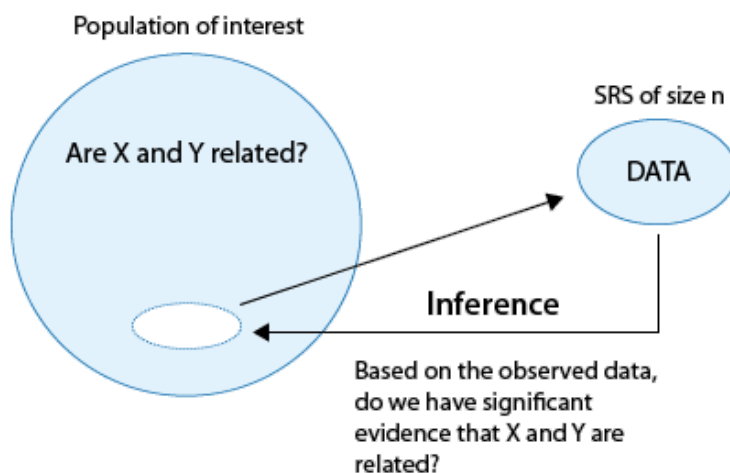 Population of interest
Are X and Y related?
SRS of size n
DATA
Inference
Based on the observed data,
do we have significant
evidence that X and Y are
related?